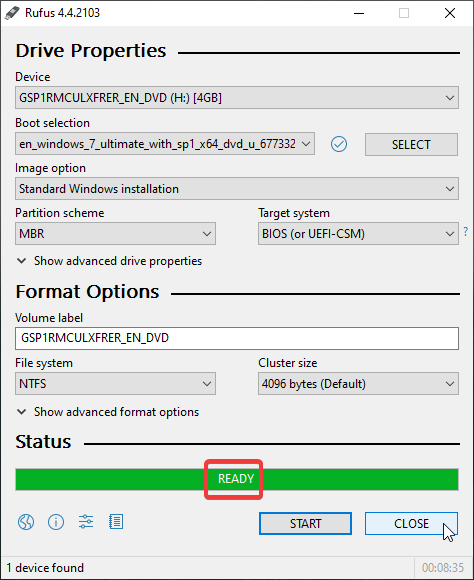 Rufus 4.4.2103
Drive Properties
Device
GSP1RMCULXFRER_EN_DVD (H:) [4GB]
Boot selection
en_windows_7_ultimate_with_sp1_x64_dvd_u_677332
SELECT
Image option
Standard Windows installation
Partition scheme
Target system
MBR
BIOS (or UEFI-CSM)
?
Show advanced drive properties
Format Options
Volume label
GSP1RMCULXFRER_EN_DVD
File system
Cluster size
NTFS
4096 bytes (Default)
Show advanced format options
Status
READY
START
CLOSE
1 device found
00:08:35